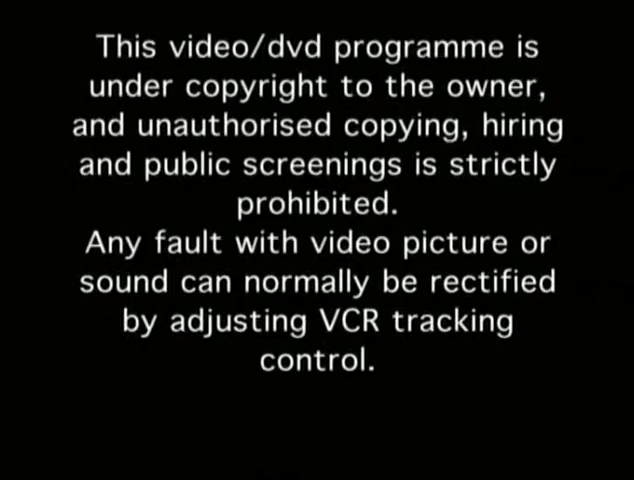 This video/dvd programme is
under copyright to the owner,
and unauthorised copying, hiring
and public screenings is strictly
prohibited.
Any fault with video picture or
sound can normally be rectified
by adjusting VCR tracking
control.